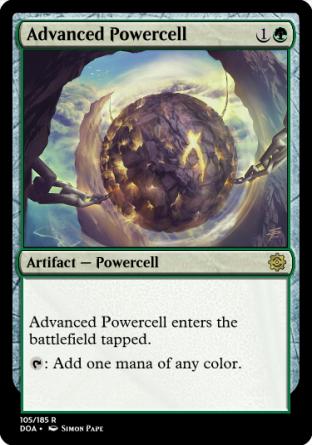 Advanced Powercell 1
Artifact — Powercell
Advanced Powercell enters the
battlefield tapped.
: Add one mana of any color.
105/185 R
DOA • Simon Pape